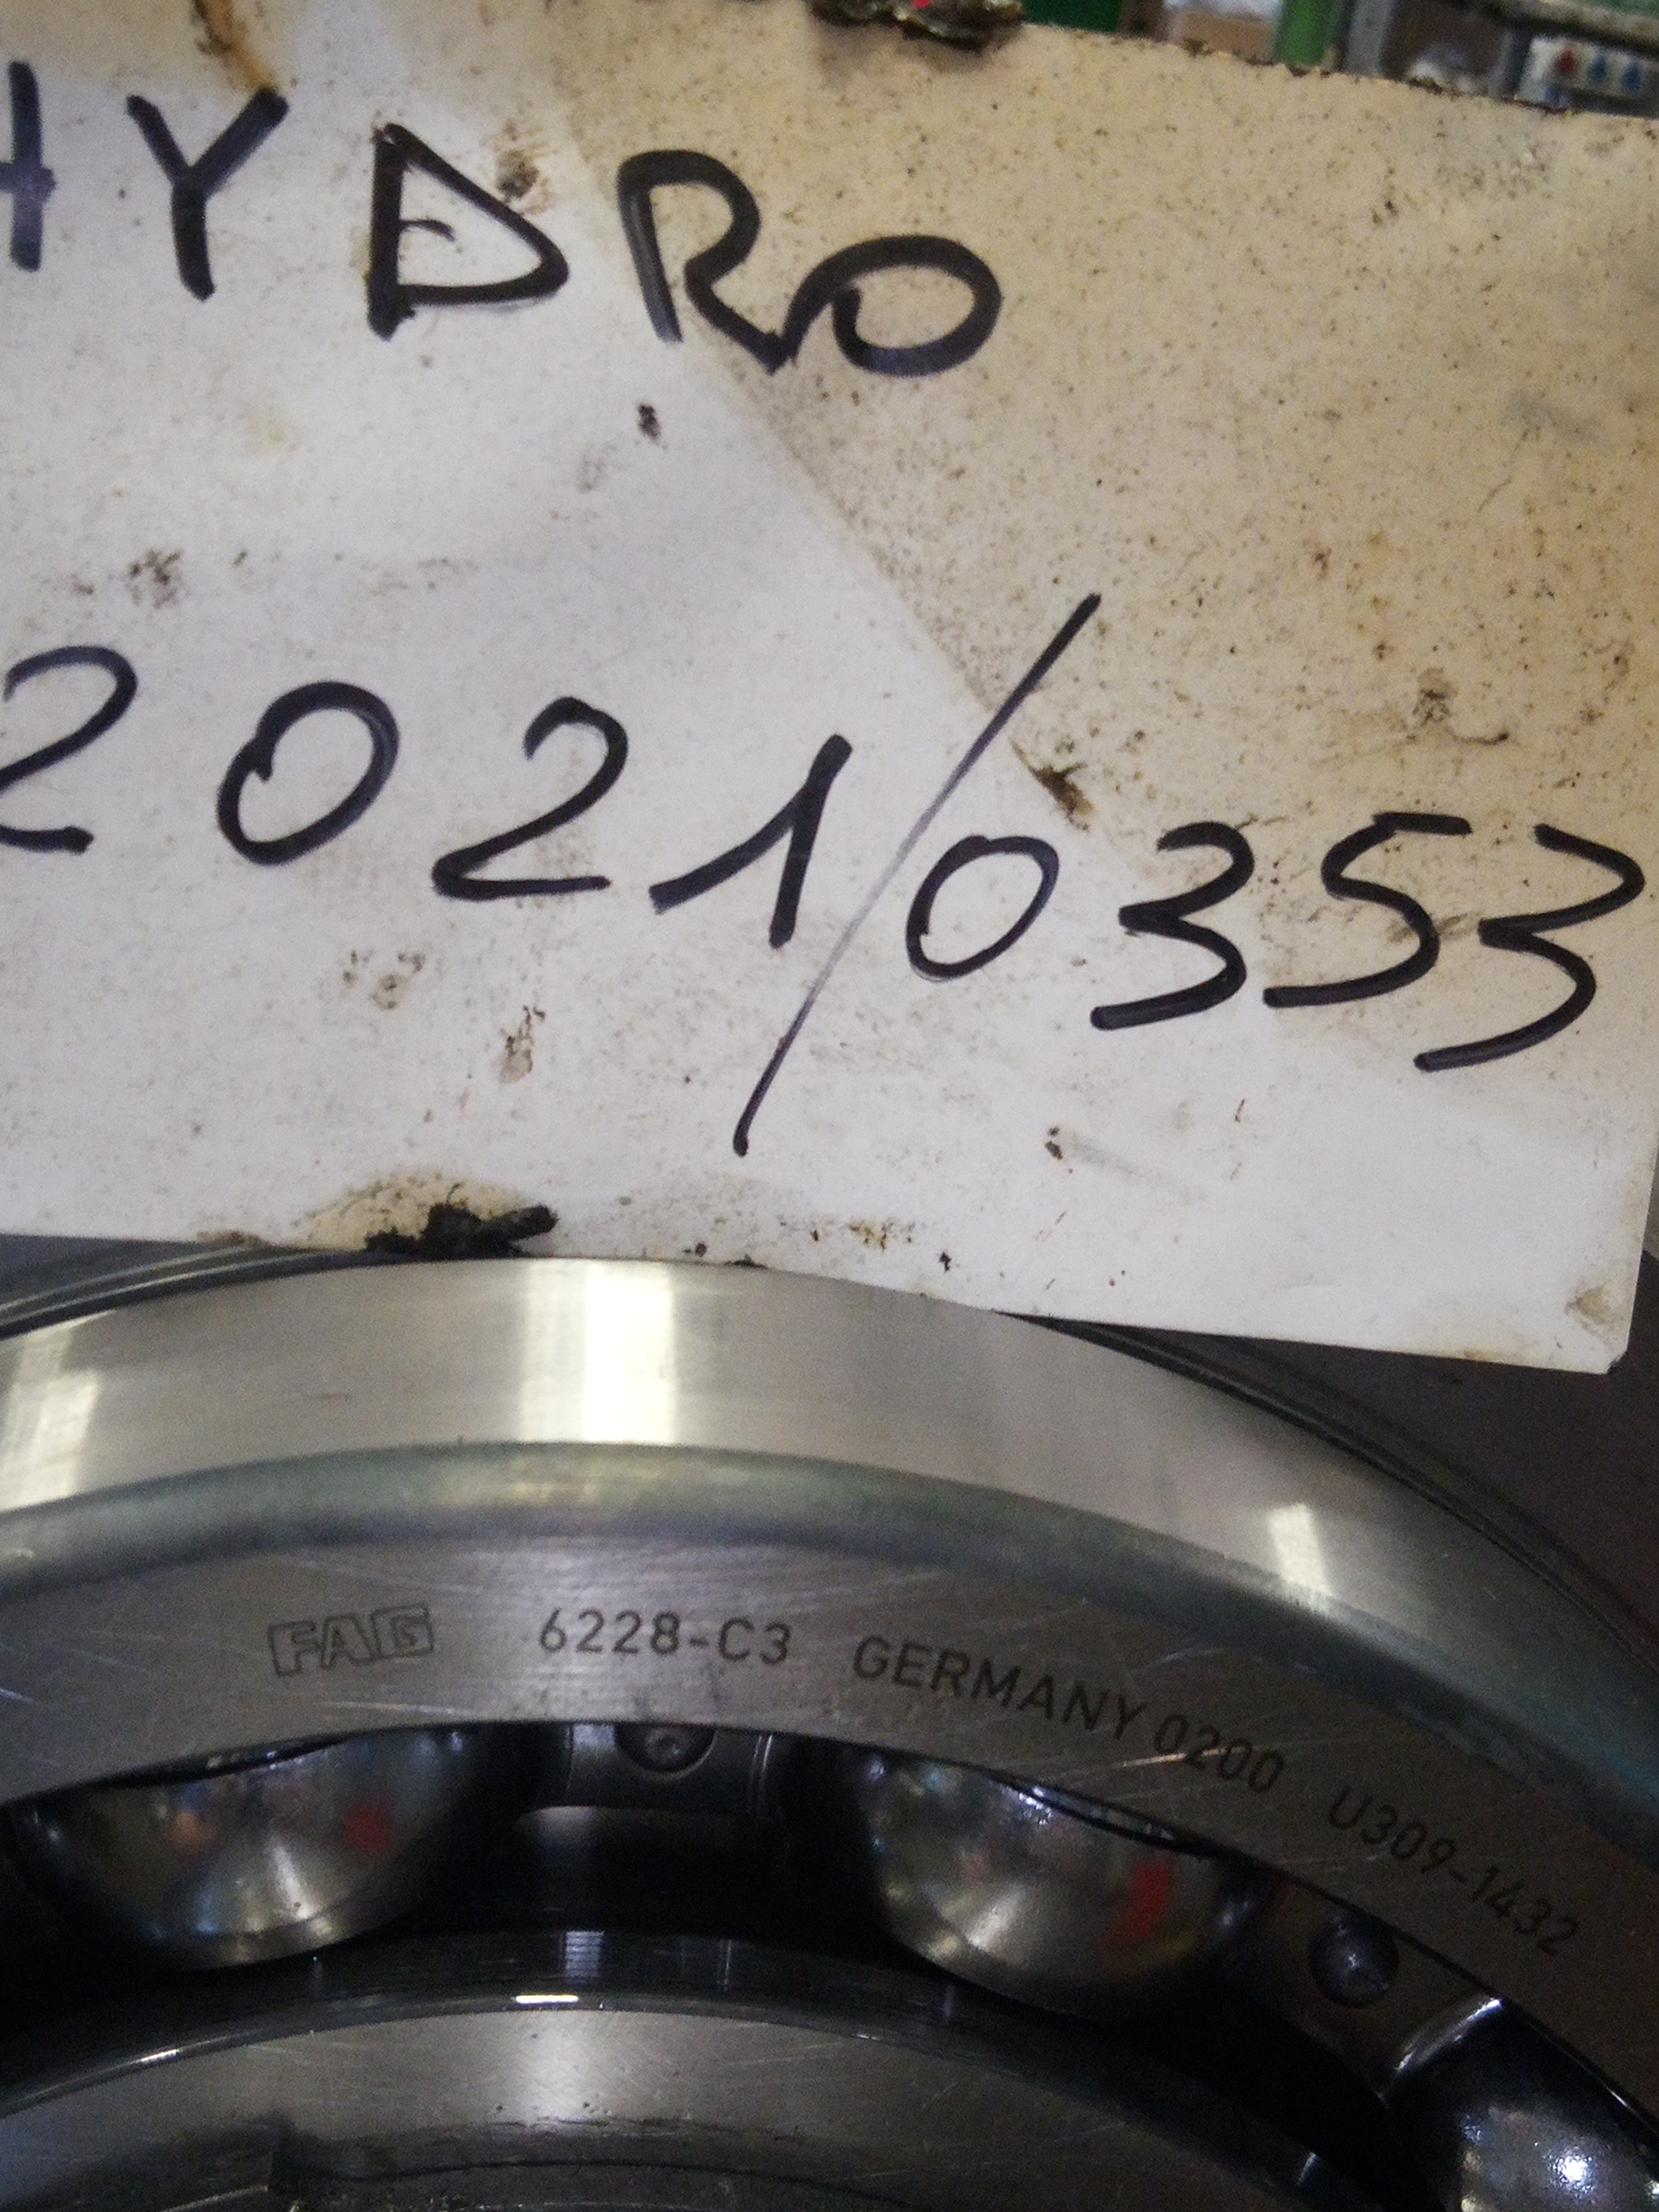 HYDRO
2021/0353
FAG 6228-C3 GERMANY 0200 U309-1432